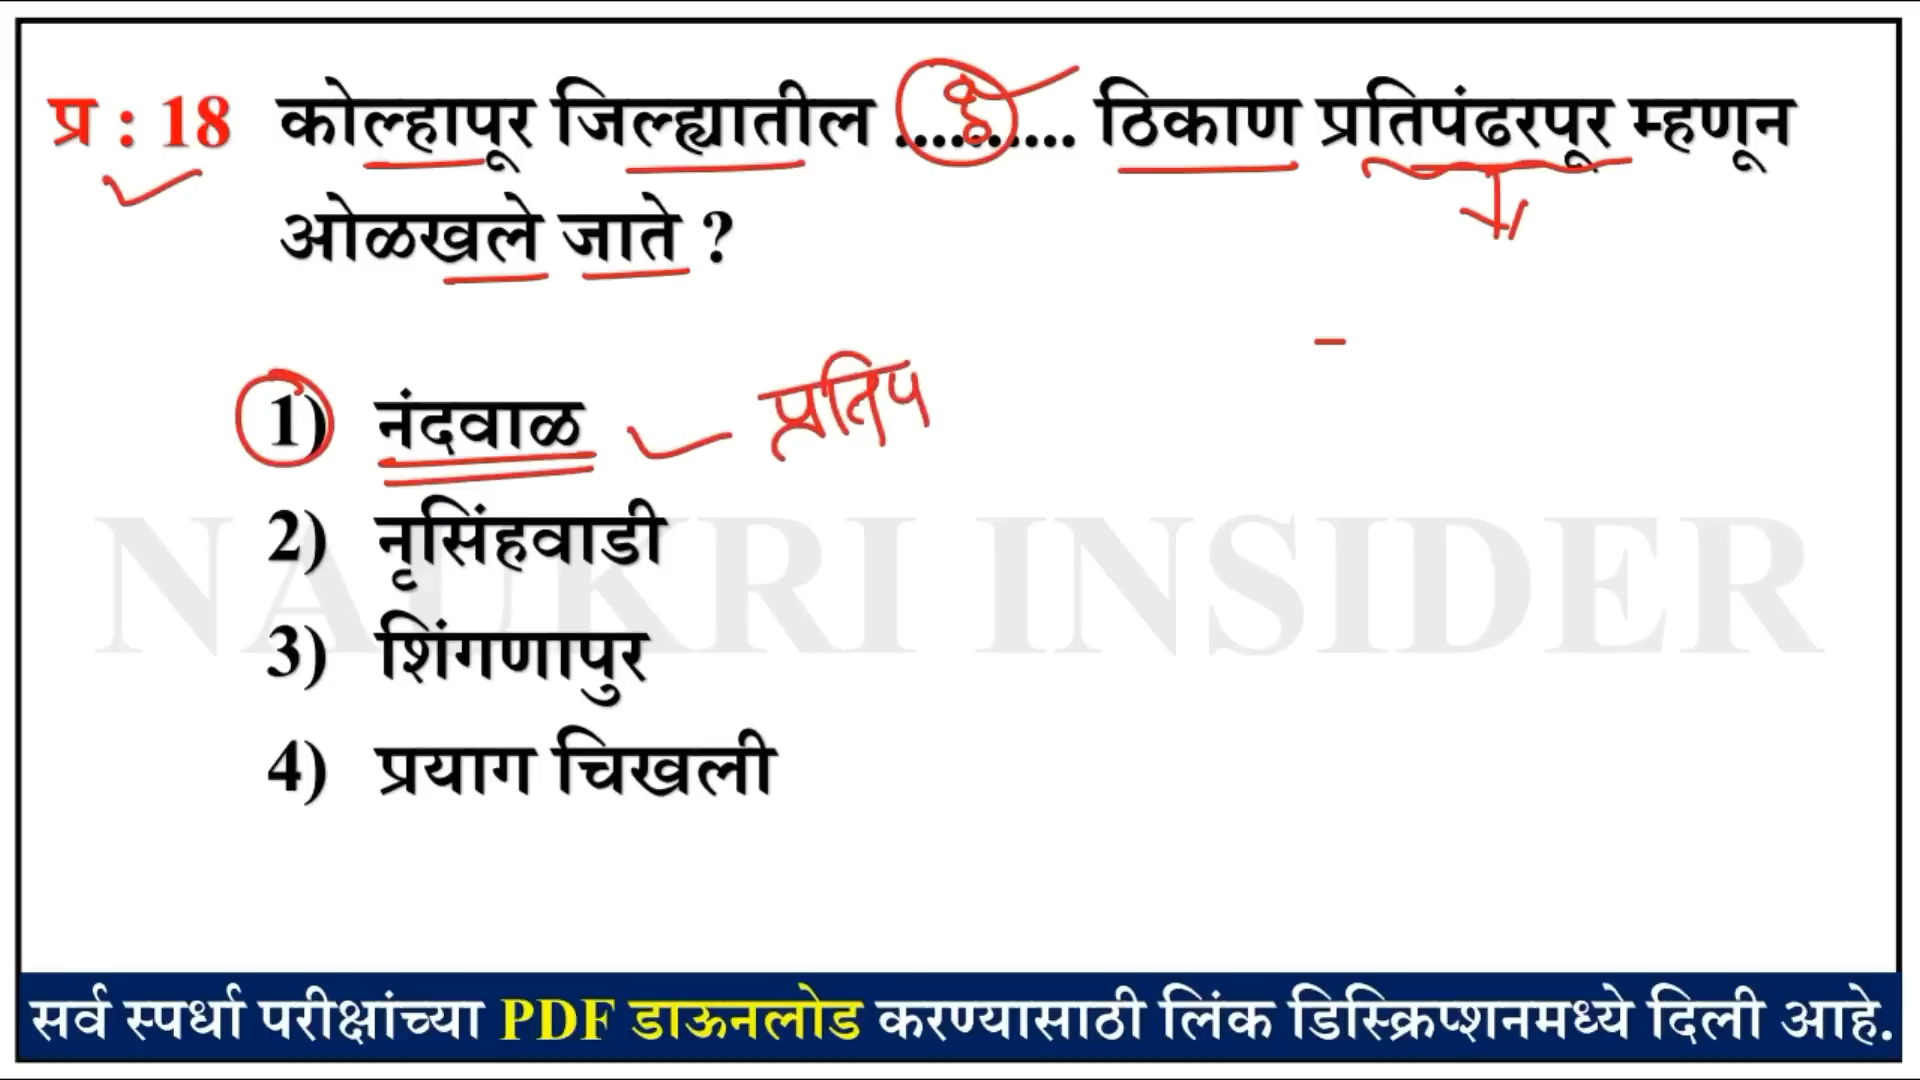 प्र : 18 कोल्हापूर जिल्ह्यातील .......... ठिकाण प्रतिपंढरपूर म्हणून
ओळखले जाते ?
1) नंदवाळ प्रतिप
2) नृसिंहवाडी
3) शिंगणापुर
4) प्रयाग चिखली
NAUKRI INSIDER
सर्व स्पर्धा परीक्षांच्या PDF डाऊनलोड करण्यासाठी लिंक डिस्क्रिप्शनमध्ये दिली आहे.